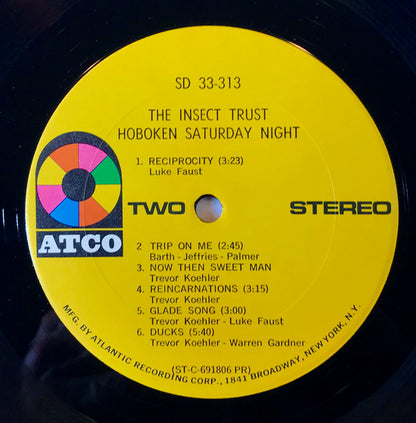 SD 33-313
THE INSECT TRUST
HOBOKEN SATURDAY NIGHT
1. RECIPROCITY (3:23)
Luke Faust
TWO
STEREO
ATCO
2 TRIP ON ME (2:45)
Barth - Jeffries - Palmer
3. NOW THEN SWEET MAN
Trevor Koehler
4. REINCARNATIONS (3:15)
Trevor Koehler
5. GLADE SONG (3:00)
Trevor Koehler - Luke Faust
6. DUCKS (5:40)
Trevor Koehler - Warren Gardner
(ST-C-691806 PR)
MFG. BY ATLANTIC RECORDING CORP., 1841 BROADWAY, NEW YORK, N.Y.